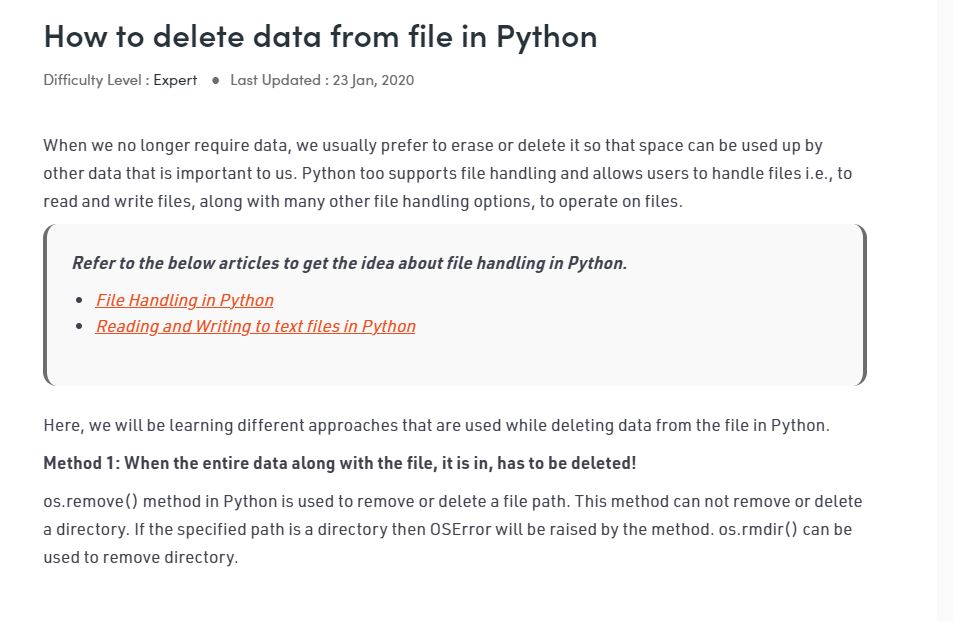 How to delete data from file in Python
Difficulty Level : Expert ● Last Updated : 23 Jan, 2020
When we no longer require data, we usually prefer to erase or delete it so that space can be used up by
other data that is important to us. Python too supports file handling and allows users to handle files i.e., to
read and write files, along with many other file handling options, to operate on files.
Refer to the below articles to get the idea about file handling in Python.
• File Handling in Python
• Reading and Writing to text files in Python
Here, we will be learning different approaches that are used while deleting data from the file in Python.
Method 1: When the entire data along with the file, it is in, has to be deleted!
os.remove() method in Python is used to remove or delete a file path. This method can not remove or delete
a directory. If the specified path is a directory then OSError will be raised by the method. os.rmdir() can be
used to remove directory.